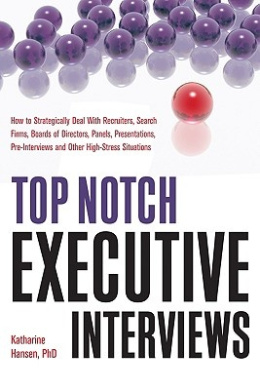 How to Strategically Deal With Recruiters, Search
Firms, Boards of Directors, Panels, Presentations,
Pre-Interviews and Other High-Stress Situations
TOP NOTCH
EXECUTIVE
INTERVIEWS
Katharine
Hansen, PhD